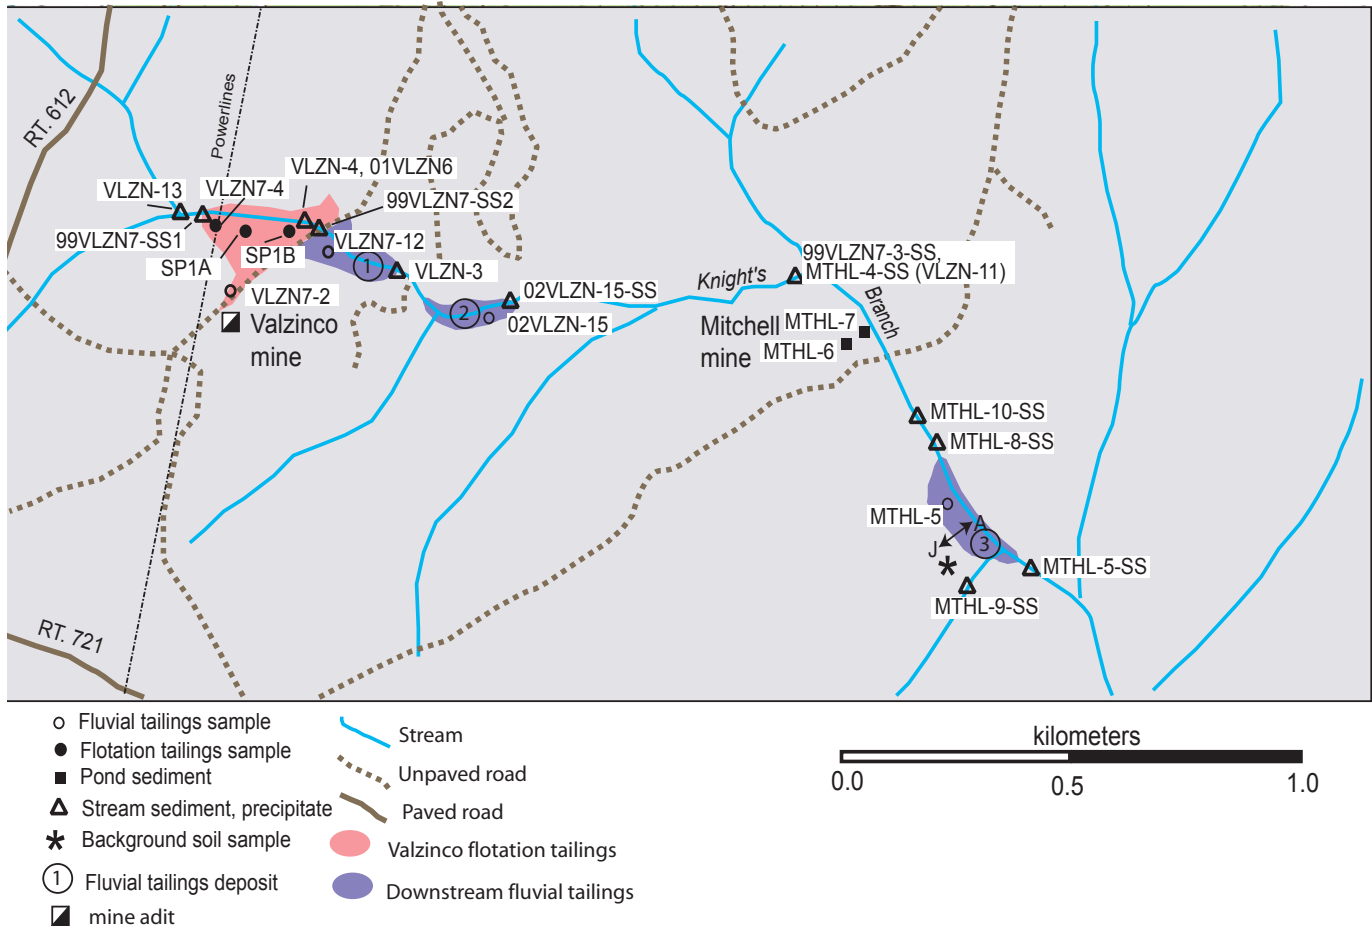 RT. 612
Powerlines
VLZN-4, 01VLZN6
VLZN-13
VLZN7-4
99VLZN7-SS2
99VLZN7-SS1
VLZN7-12
SP1A
SP1B
1
VLZN-3
VLZN7-2
Valzinco
mine
2
02VLZN-15-SS
02VLZN-15
Knight's
Branch
99VLZN7-3-SS,
MTHL-4-SS (VLZN-11)
Mitchell
mine
MTHL-7
MTHL-6
MTHL-10-SS
MTHL-8-SS
MTHL-5
A
J
3
MTHL-5-SS
MTHL-9-SS
RT. 721
Fluvial tailings sample
Flotation tailings sample
Pond sediment
Stream sediment, precipitate
Background soil sample
1
Fluvial tailings deposit
mine adit
Stream
Unpaved road
Paved road
Valzinco flotation tailings
Downstream fluvial tailings
kilometers
0.0 0.5 1.0